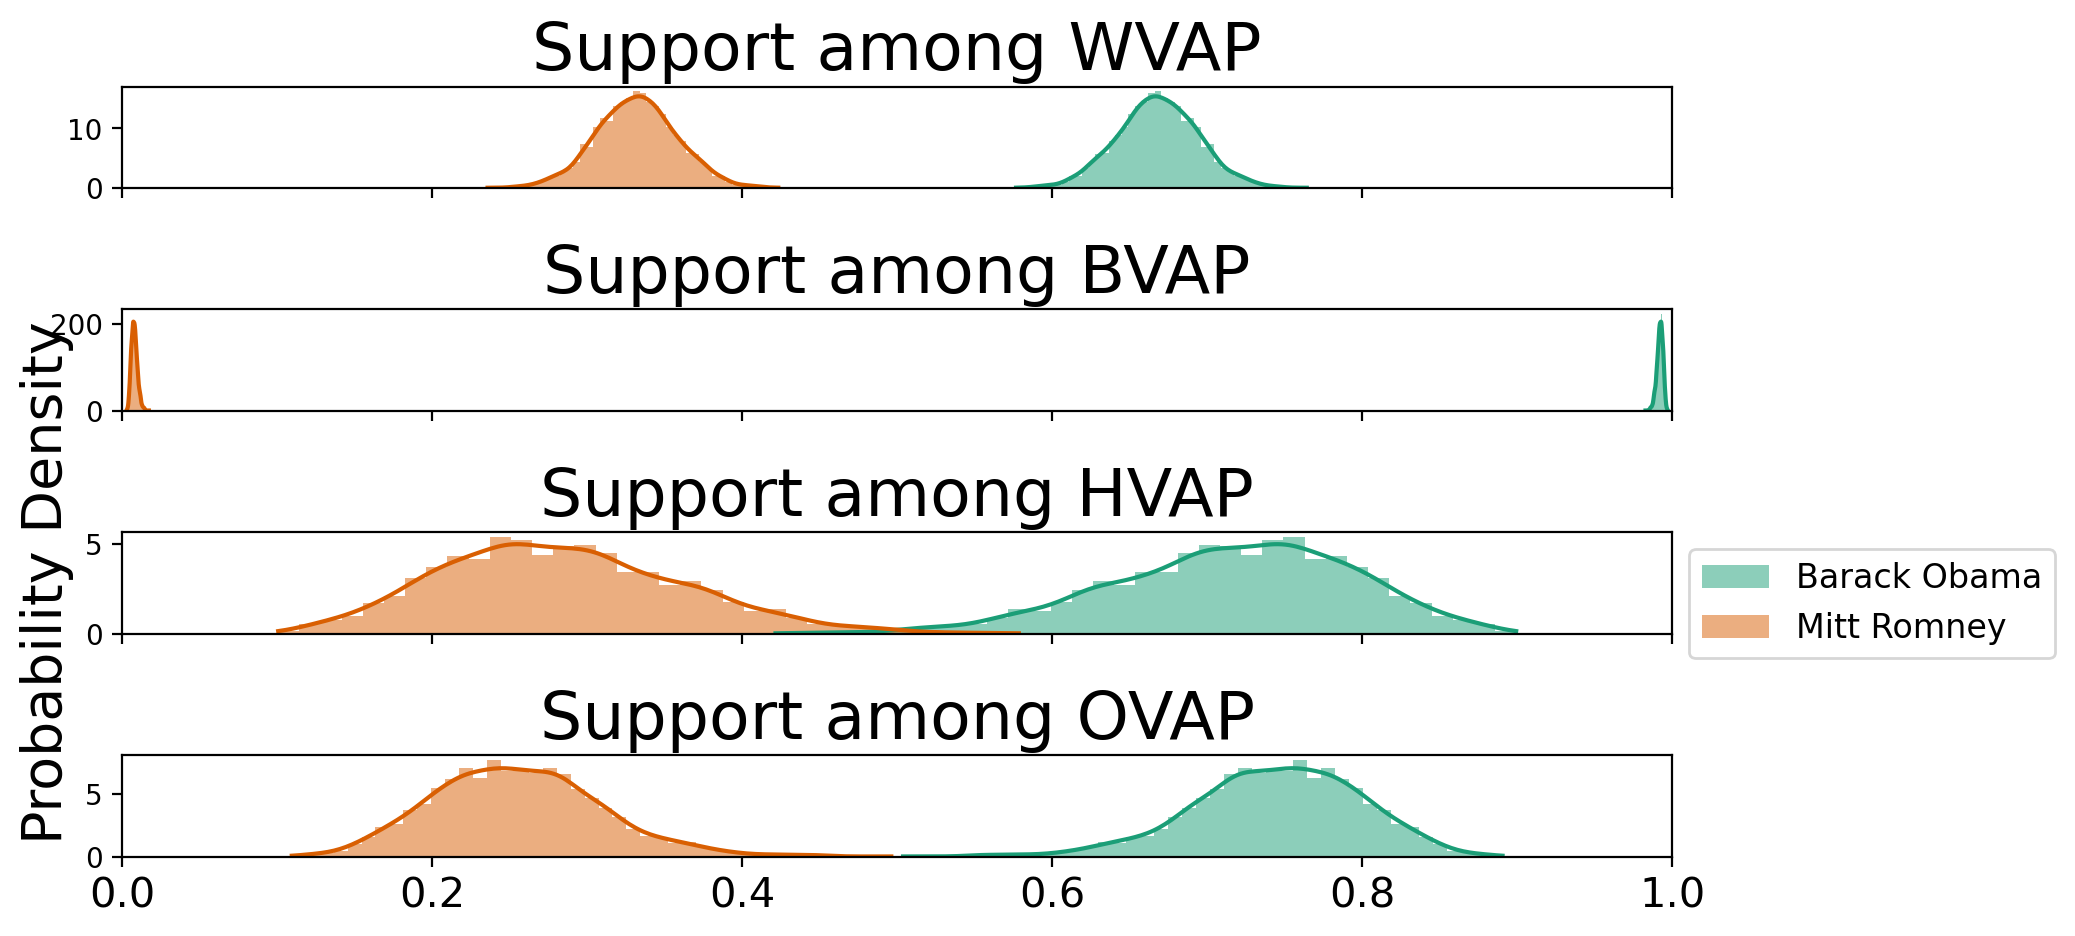 Support among WVAP
10
0
Support among BVAP
200
0
Support among HVAP
5
0
Support among OVAP
5
0
0.0 0.2 0.4 0.6 0.8 1.0
Probability Density
Barack Obama
Mitt Romney